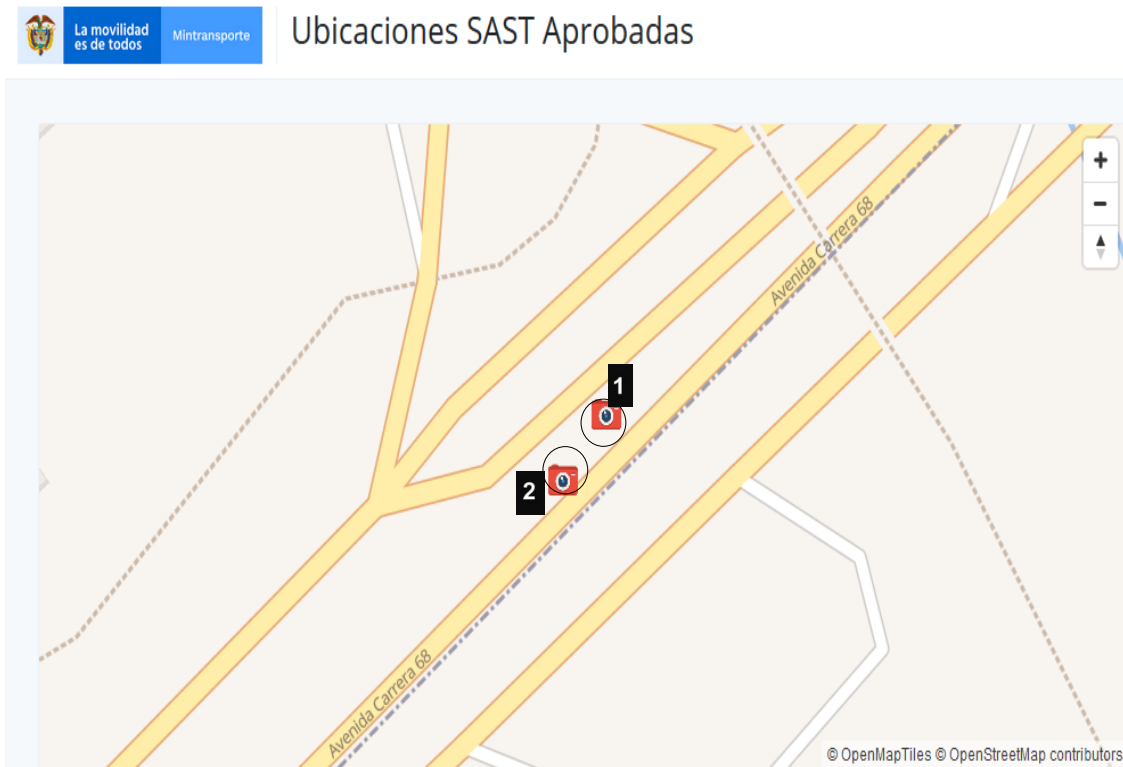 La movilidad
es de todos
Mintransporte
Ubicaciones SAST Aprobadas
Avenida Carrera 68
1
2
Avenida Carrera 68
© OpenMapTiles © OpenStreetMap contributors